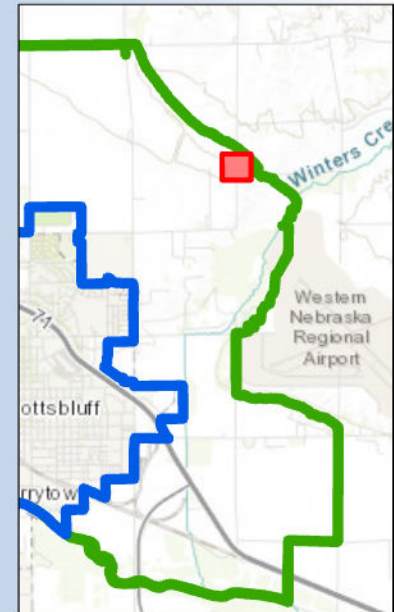 Winters Cre
Western
Nebraska
Regional
Airport
71
ottsbluff
rrytow